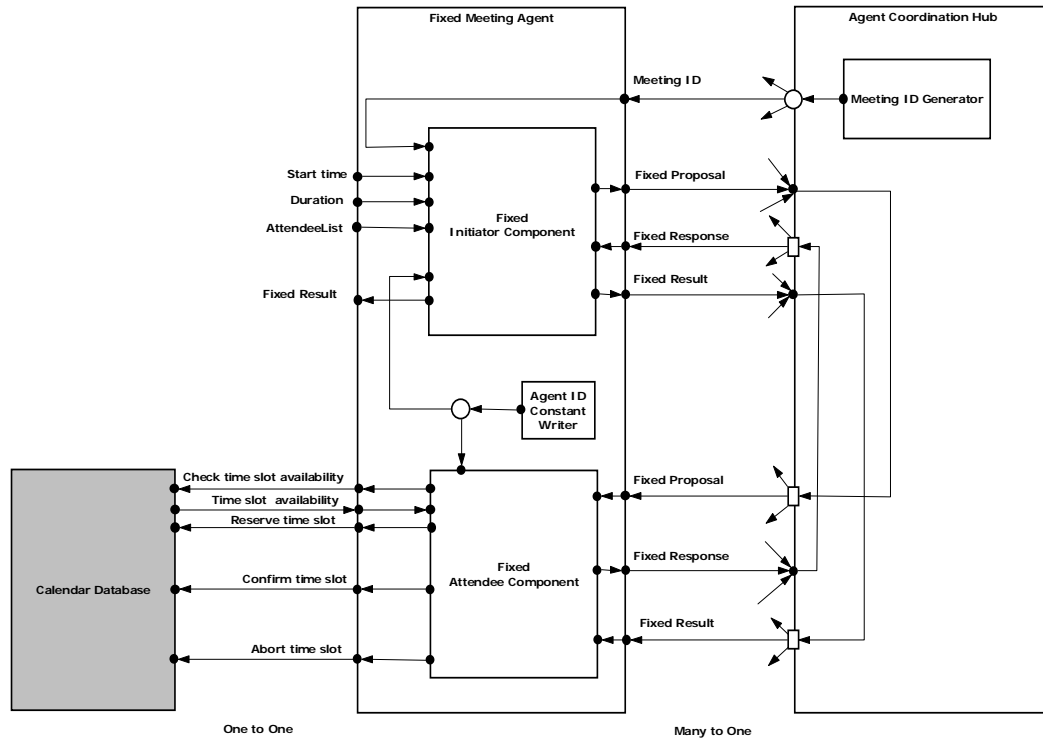 Fixed Meeting Agent
Agent Coordination Hub
Meeting ID
Meeting ID Generator
Start time
Duration
AttendeeList
Fixed Result
Fixed
Initiator Component
Fixed Proposal
Fixed Response
Fixed Result
Agent ID
Constant
Writer
Check time slot availability
Time slot availability
Reserve time slot
Confirm time slot
Abort time slot
Calendar Database
Fixed
Attendee Component
Fixed Proposal
Fixed Response
Fixed Result
One to One
Many to One